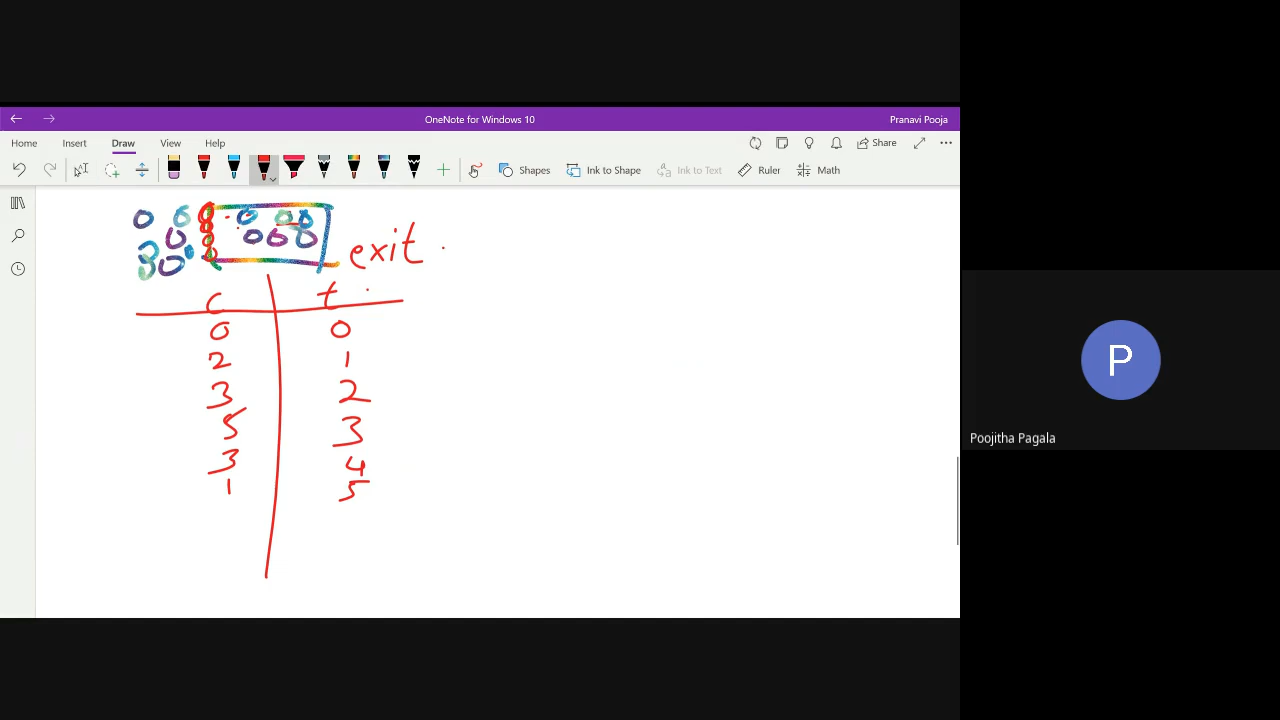 OneNote for Windows 10 Pranavi Pooja
Home Insert Draw View Help Share
Shapes Ink to Shape Ink to Text Ruler Math
exit
c t
0 0
2 1
3 2
5 3
3 4
1 5
P
Poojitha Pagala